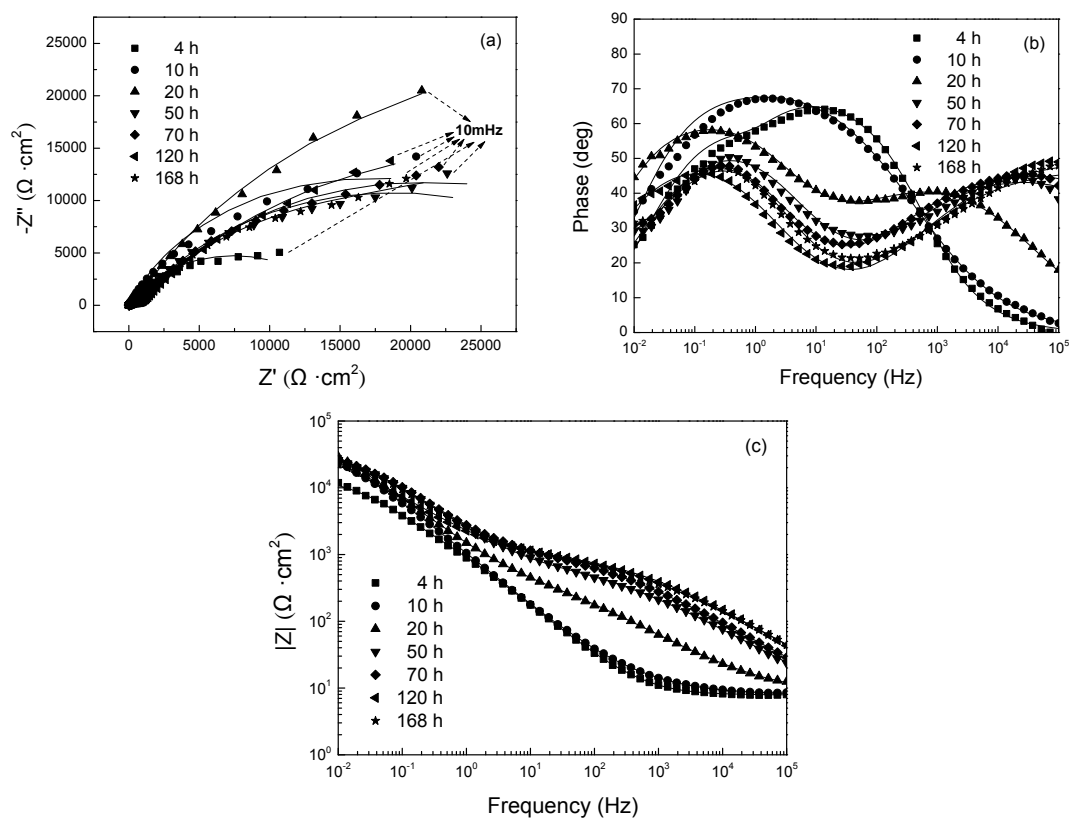 (a)
4 h
10 h
20 h
50 h
70 h
120 h
168 h
10mHz
25000
20000
15000
10000
5000
0
-Z'' (Ω ·cm²)
0 5000 10000 15000 20000 25000
Z' (Ω ·cm²)
(b)
4 h
10 h
20 h
50 h
70 h
120 h
168 h
90
80
70
60
50
40
30
20
10
0
Phase (deg)
10⁻² 10⁻¹ 10⁰ 10¹ 10² 10³ 10⁴ 10⁵
Frequency (Hz)
(c)
10⁵
10⁴
10³
10²
10¹
10⁰
|Z| (Ω ·cm²)
4 h
10 h
20 h
50 h
70 h
120 h
168 h
10⁻² 10⁻¹ 10⁰ 10¹ 10² 10³ 10⁴ 10⁵
Frequency (Hz)